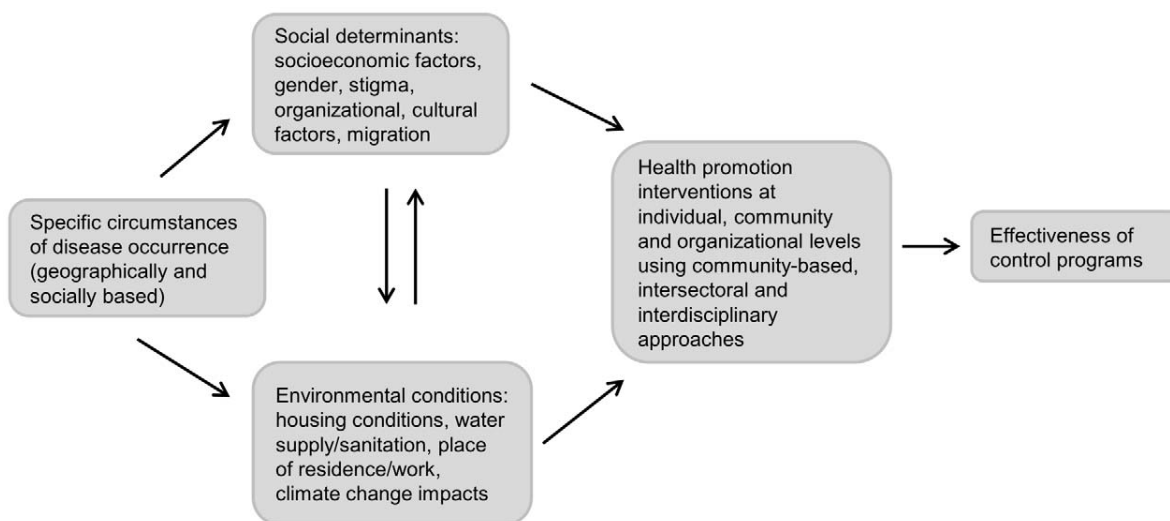 Social determinants:
socioeconomic factors,
gender, stigma,
organizational, cultural
factors, migration
Specific circumstances
of disease occurrence
(geographically and
socially based)
Environmental conditions:
housing conditions, water
supply/sanitation, place
of residence/work,
climate change impacts
Health promotion
interventions at
individual, community
and organizational levels
using community-based,
intersectoral and
interdisciplinary
approaches
Effectiveness of
control programs